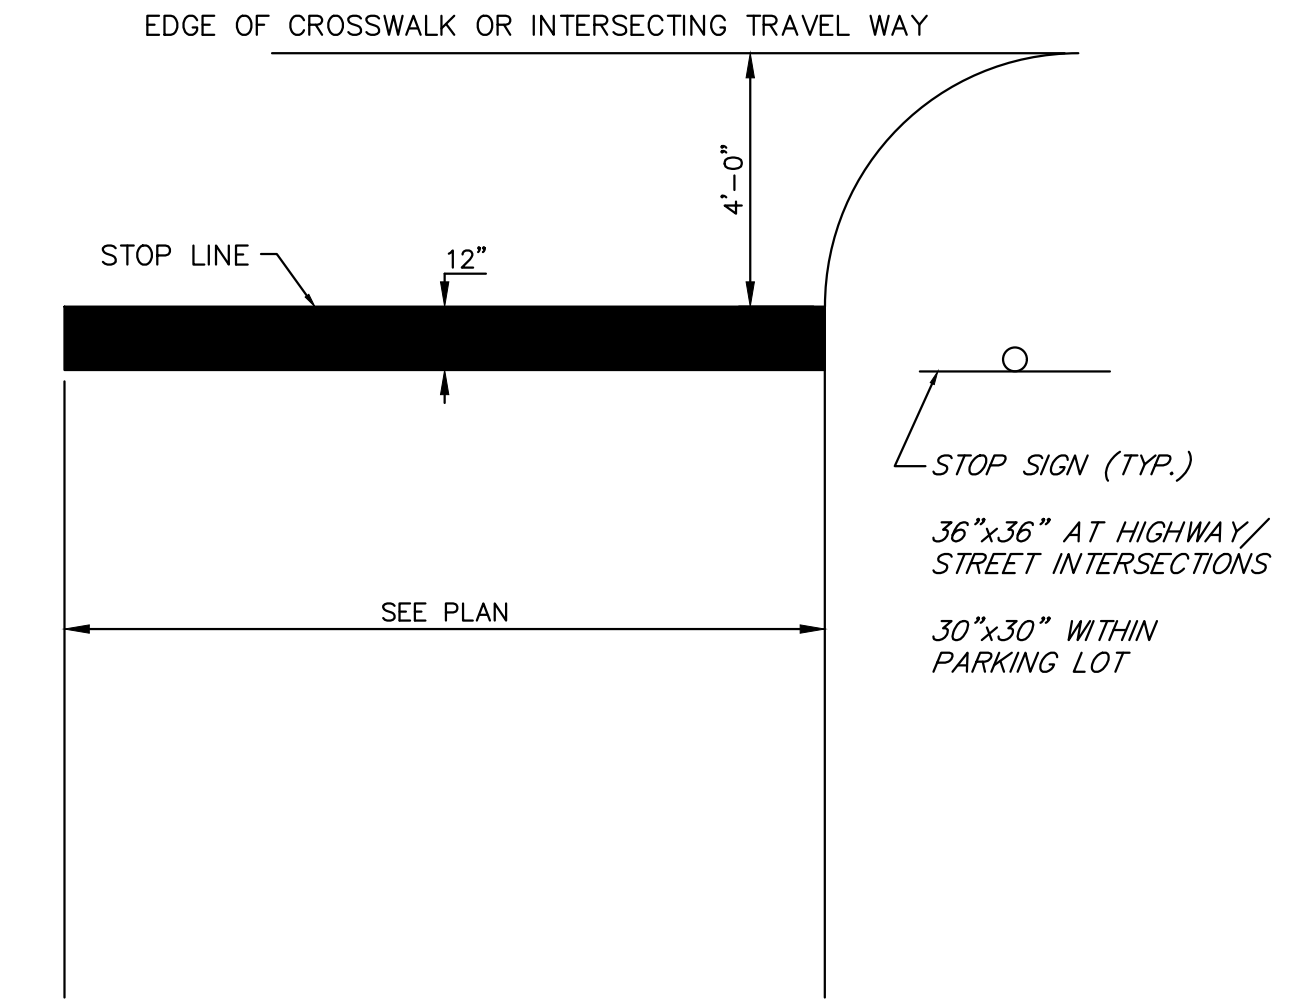 EDGE OF CROSSWALK OR INTERSECTING TRAVEL WAY
4'-0"
STOP LINE
12"
STOP SIGN (TYP.)
36"x36" AT HIGHWAY/
STREET INTERSECTIONS
SEE PLAN
30"x30" WITHIN
PARKING LOT